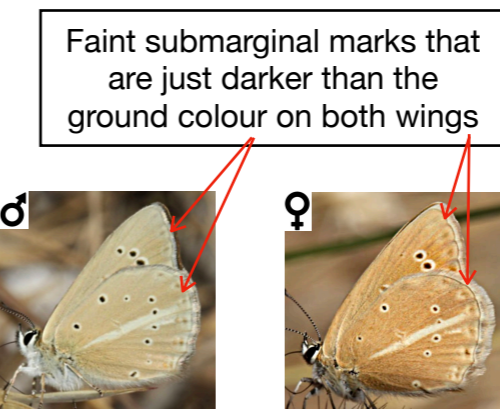 Faint submarginal marks that
are just darker than the
ground colour on both wings
♂ ♀